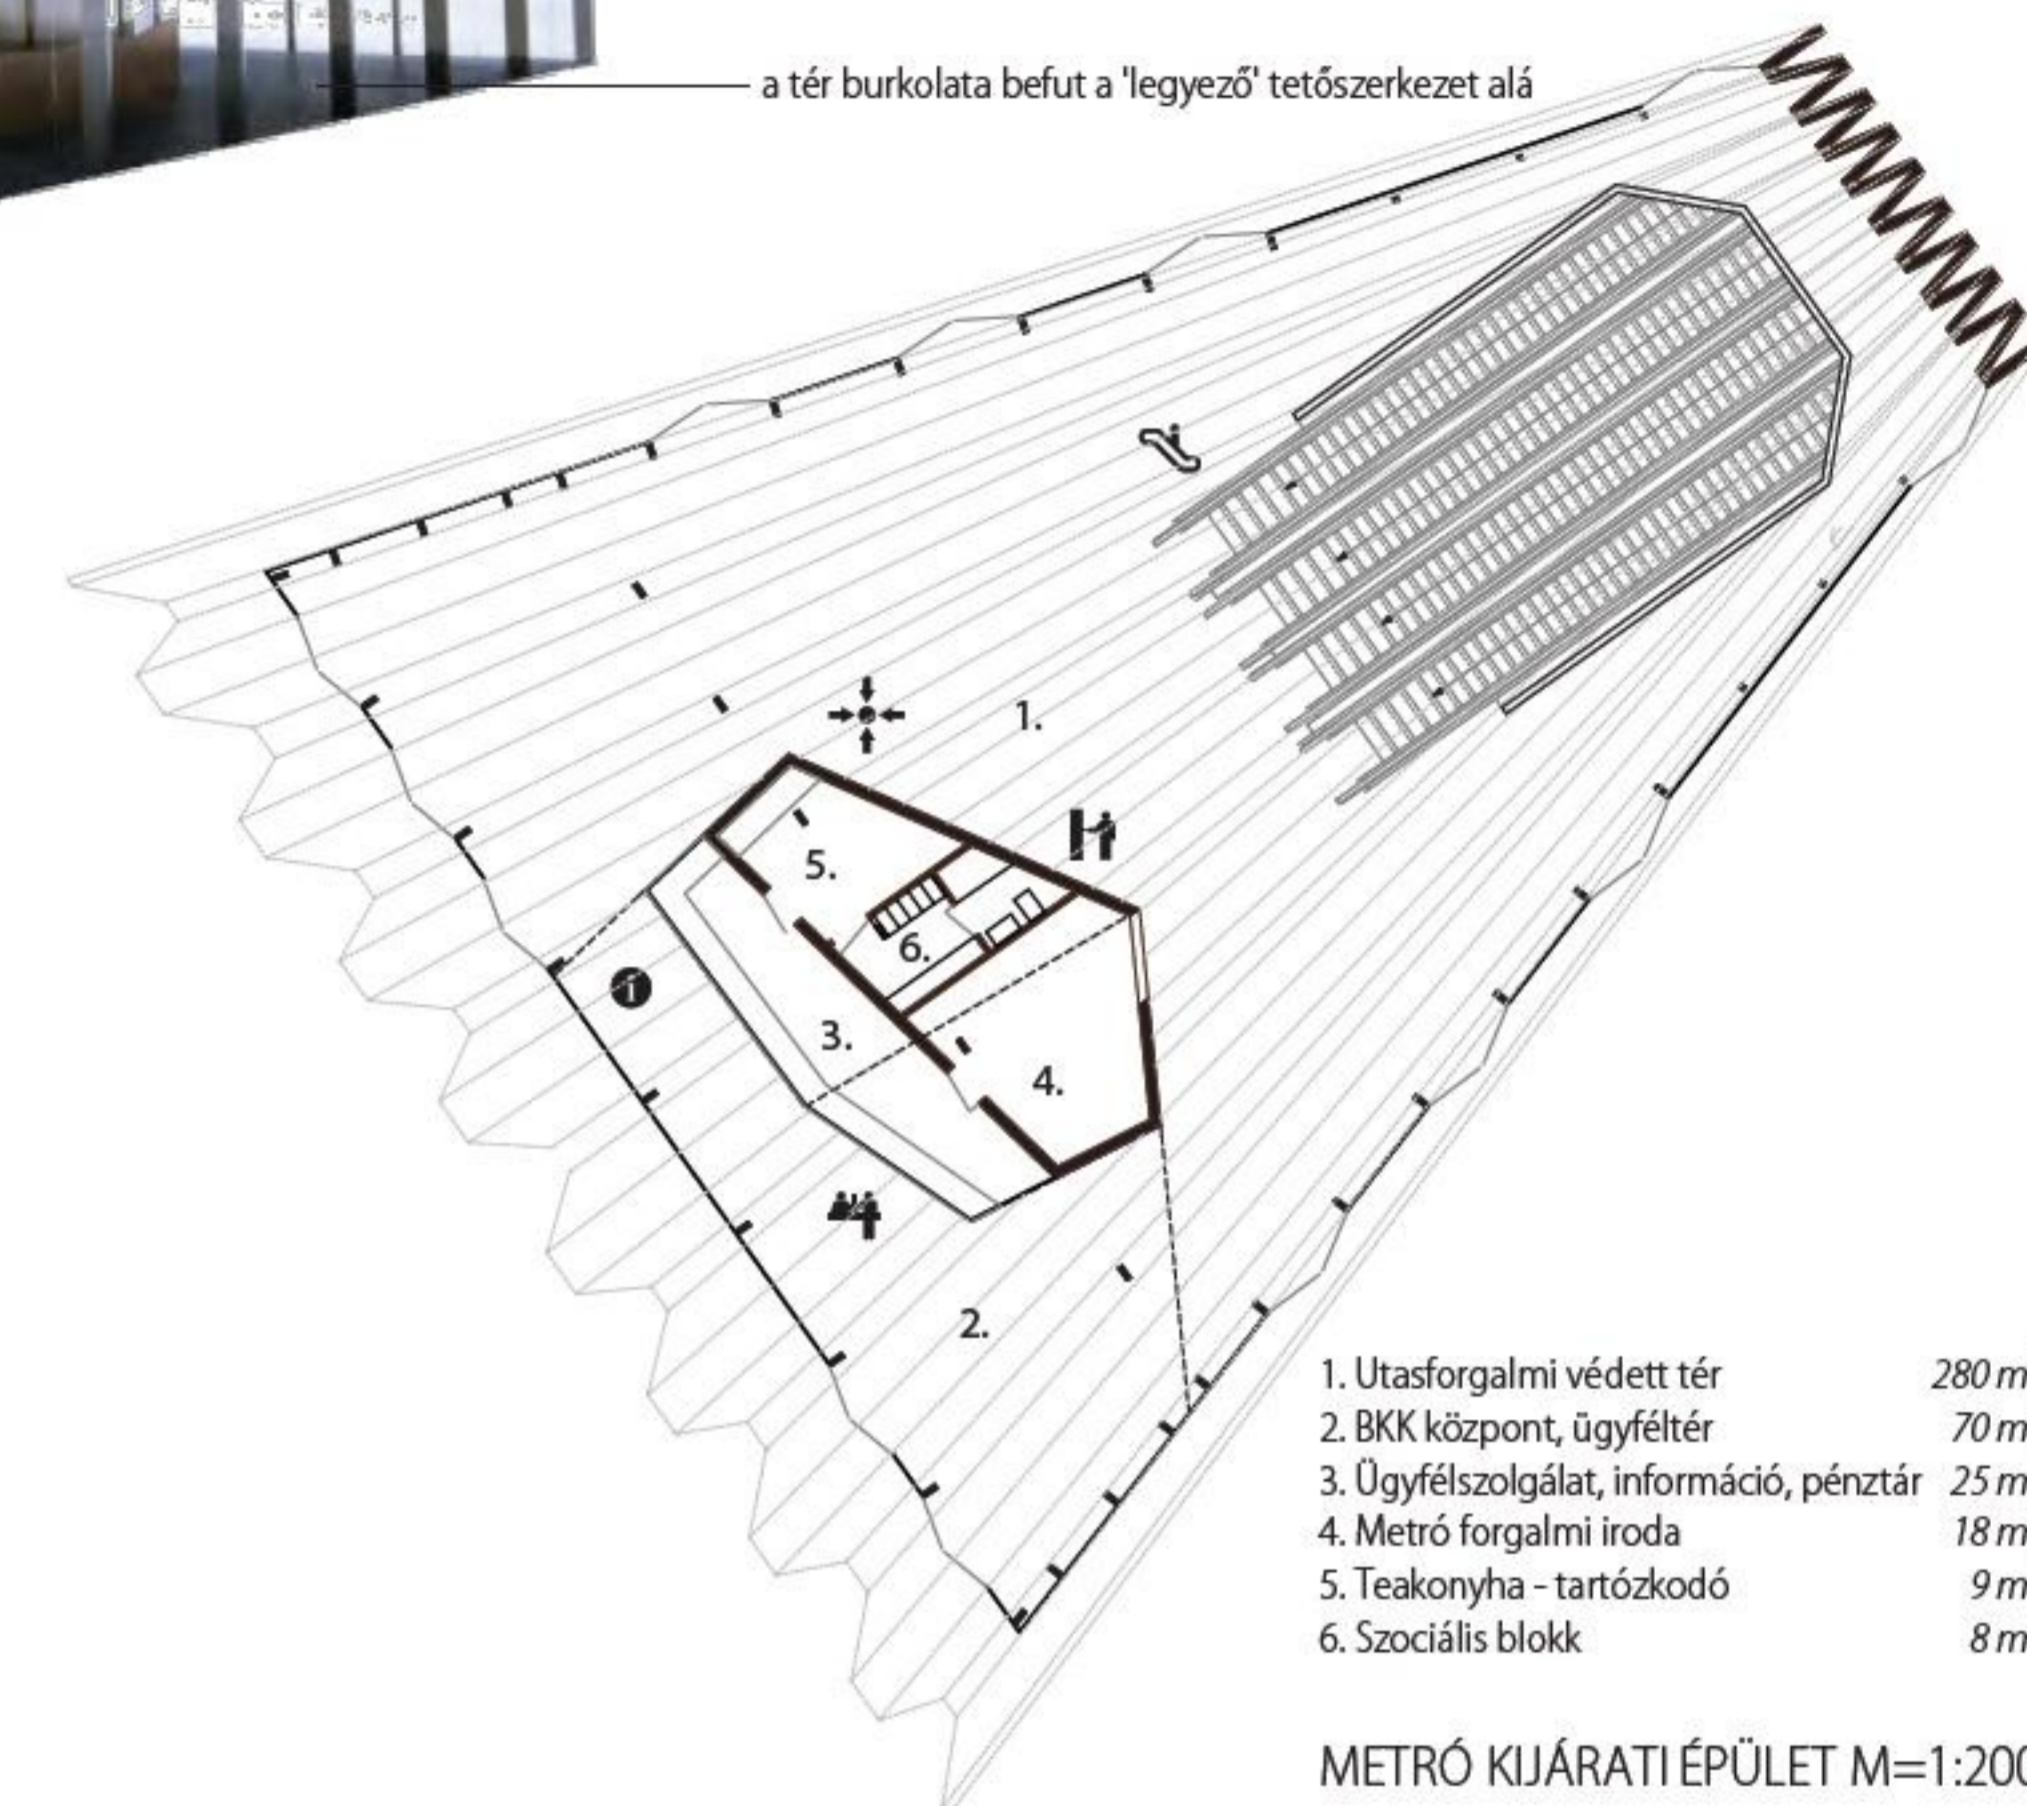 a tér burkolata befut a 'legyező' tetőszerkezet alá
1.
5.
6.
i
3.
4.
2.
1. Utasforgalmi védett tér 280 m
2. BKK központ, ügyféltér 70 m
3. Ügyfélszolgálat, információ, pénztár 25 m
4. Metró forgalmi iroda 18 m
5. Teakonyha - tartózkodó 9 m
6. Szociális blokk 8 m
METRÓ KIJÁRATI ÉPÜLET M=1:200